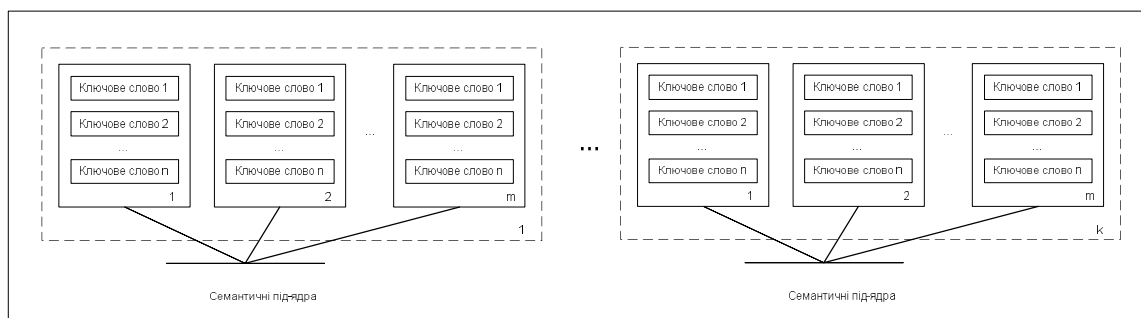 Ключове слово 1
Ключове слово 2
...
Ключове слово n
1
Ключове слово 1
Ключове слово 2
...
Ключове слово n
2
...
Ключове слово 1
Ключове слово 2
...
Ключове слово n
m
1
Семантичні під-ядра
...
Ключове слово 1
Ключове слово 2
...
Ключове слово n
1
Ключове слово 1
Ключове слово 2
...
Ключове слово n
2
...
Ключове слово 1
Ключове слово 2
...
Ключове слово n
m
k
Семантичні під-ядра